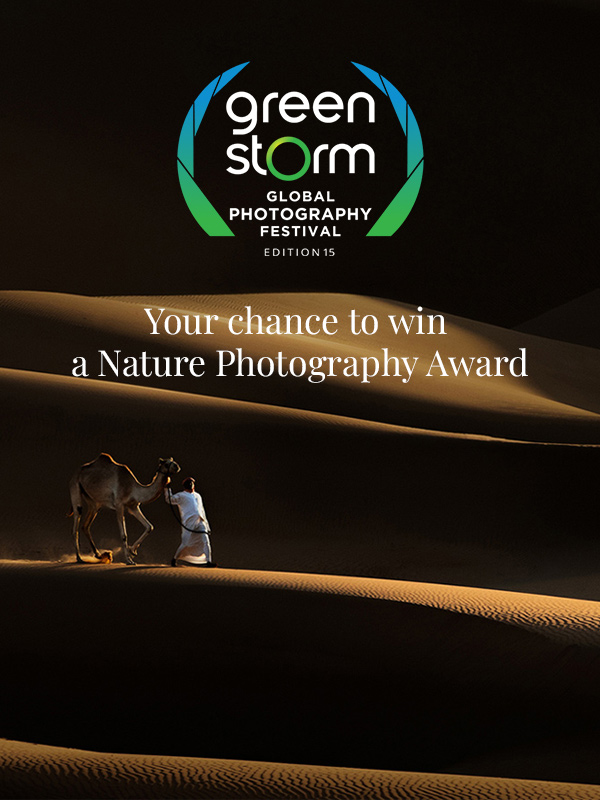 green
storm
GLOBAL
PHOTOGRAPHY
FESTIVAL
EDITION 15
Your chance to win
a Nature Photography Award